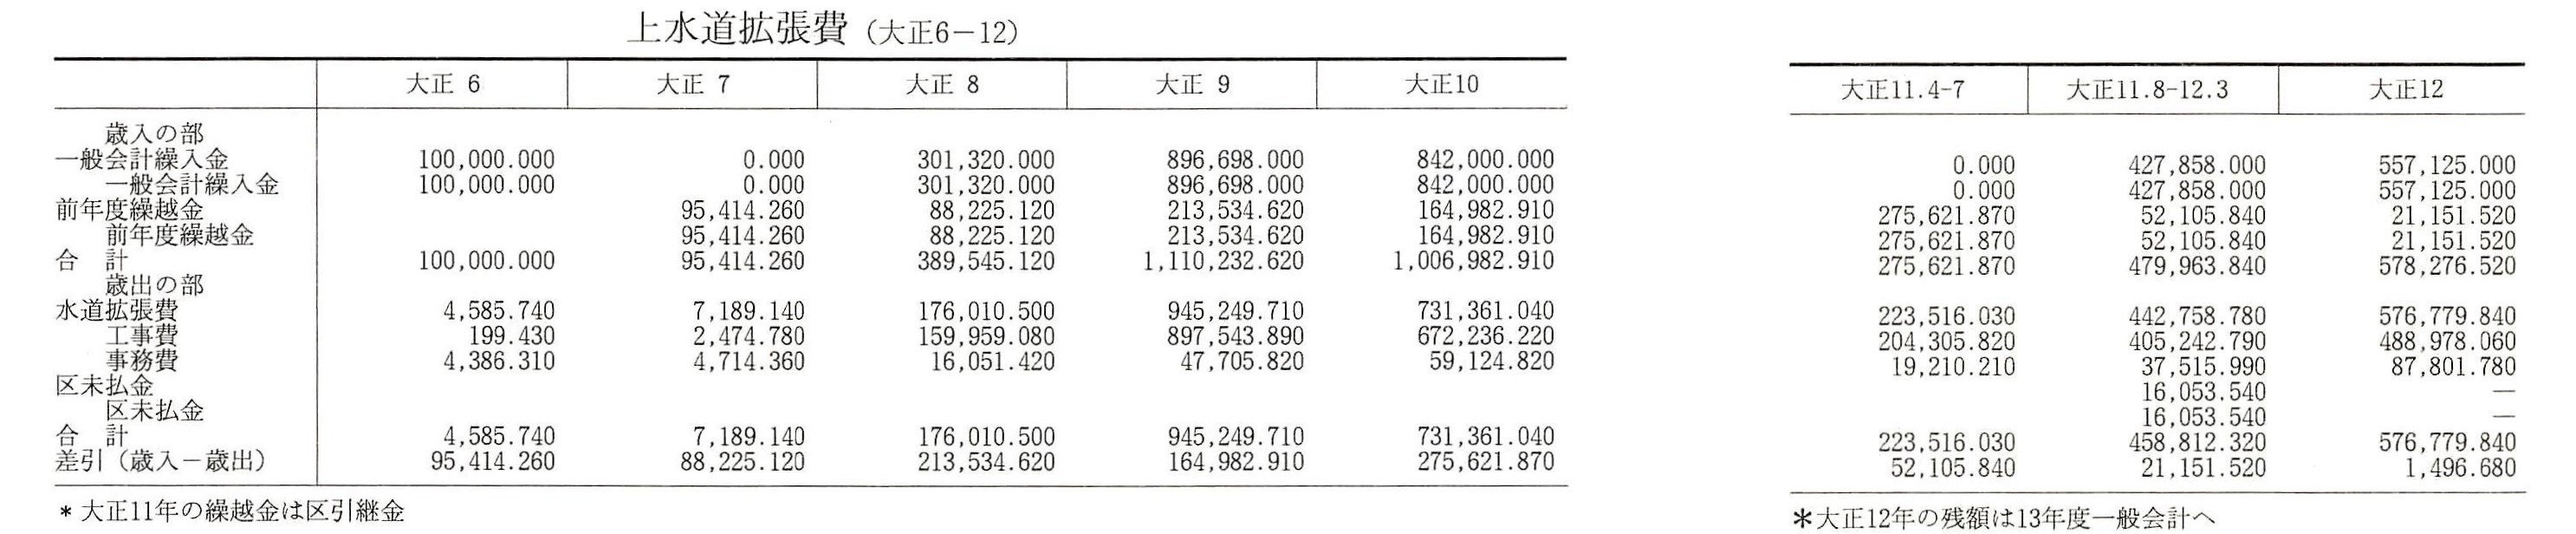 上水道拡張費（大正6－12）
大正 6 大正 7 大正 8 大正 9 大正10 大正11.4-7 大正11.8-12.3 大正12
歳入の部
一般会計繰入金 100,000.000 0.000 301,320.000 896,698.000 842,000.000 0.000 427,858.000 557,125.000
一般会計繰入金 100,000.000 0.000 301,320.000 896,698.000 842,000.000 0.000 427,858.000 557,125.000
前年度繰越金 95,414.260 88,225.120 213,534.620 164,982.910 275,621.870 52,105.840 21,151.520
前年度繰越金 95,414.260 88,225.120 213,534.620 164,982.910 275,621.870 52,105.840 21,151.520
合 計 100,000.000 95,414.260 389,545.120 1,110,232.620 1,006,982.910 275,621.870 479,963.840 578,276.520
歳出の部
水道拡張費 4,585.740 7,189.140 176,010.500 945,249.710 731,361.040 223,516.030 442,758.780 576,779.840
工事費 199.430 2,474.780 159,959.080 897,543.890 672,236.220 204,305.820 405,242.790 488,978.060
事務費 4,386.310 4,714.360 16,051.420 47,705.820 59,124.820 19,210.210 37,515.990 87,801.780
区未払金 16,053.540 —
区未払金 16,053.540 —
合 計 4,585.740 7,189.140 176,010.500 945,249.710 731,361.040 223,516.030 458,812.320 576,779.840
差引（歳入－歳出） 95,414.260 88,225.120 213,534.620 164,982.910 275,621.870 52,105.840 21,151.520 1,496.680
* 大正11年の繰越金は区引継金
＊大正12年の残額は13年度一般会計へ